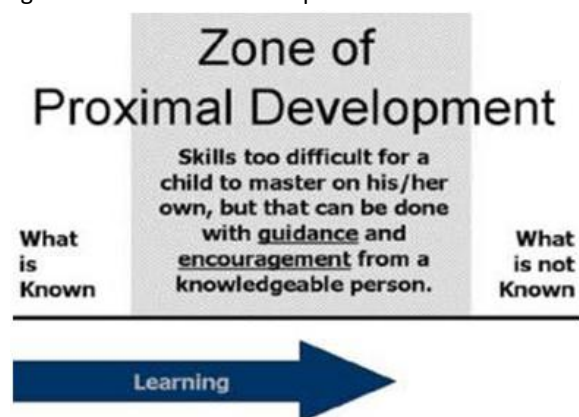 Zone of
Proximal Development
Skills too difficult for a
child to master on his/her
own, but that can be done
with guidance and
encouragement from a
knowledgeable person.
What
is
Known
What
is not
Known
Learning